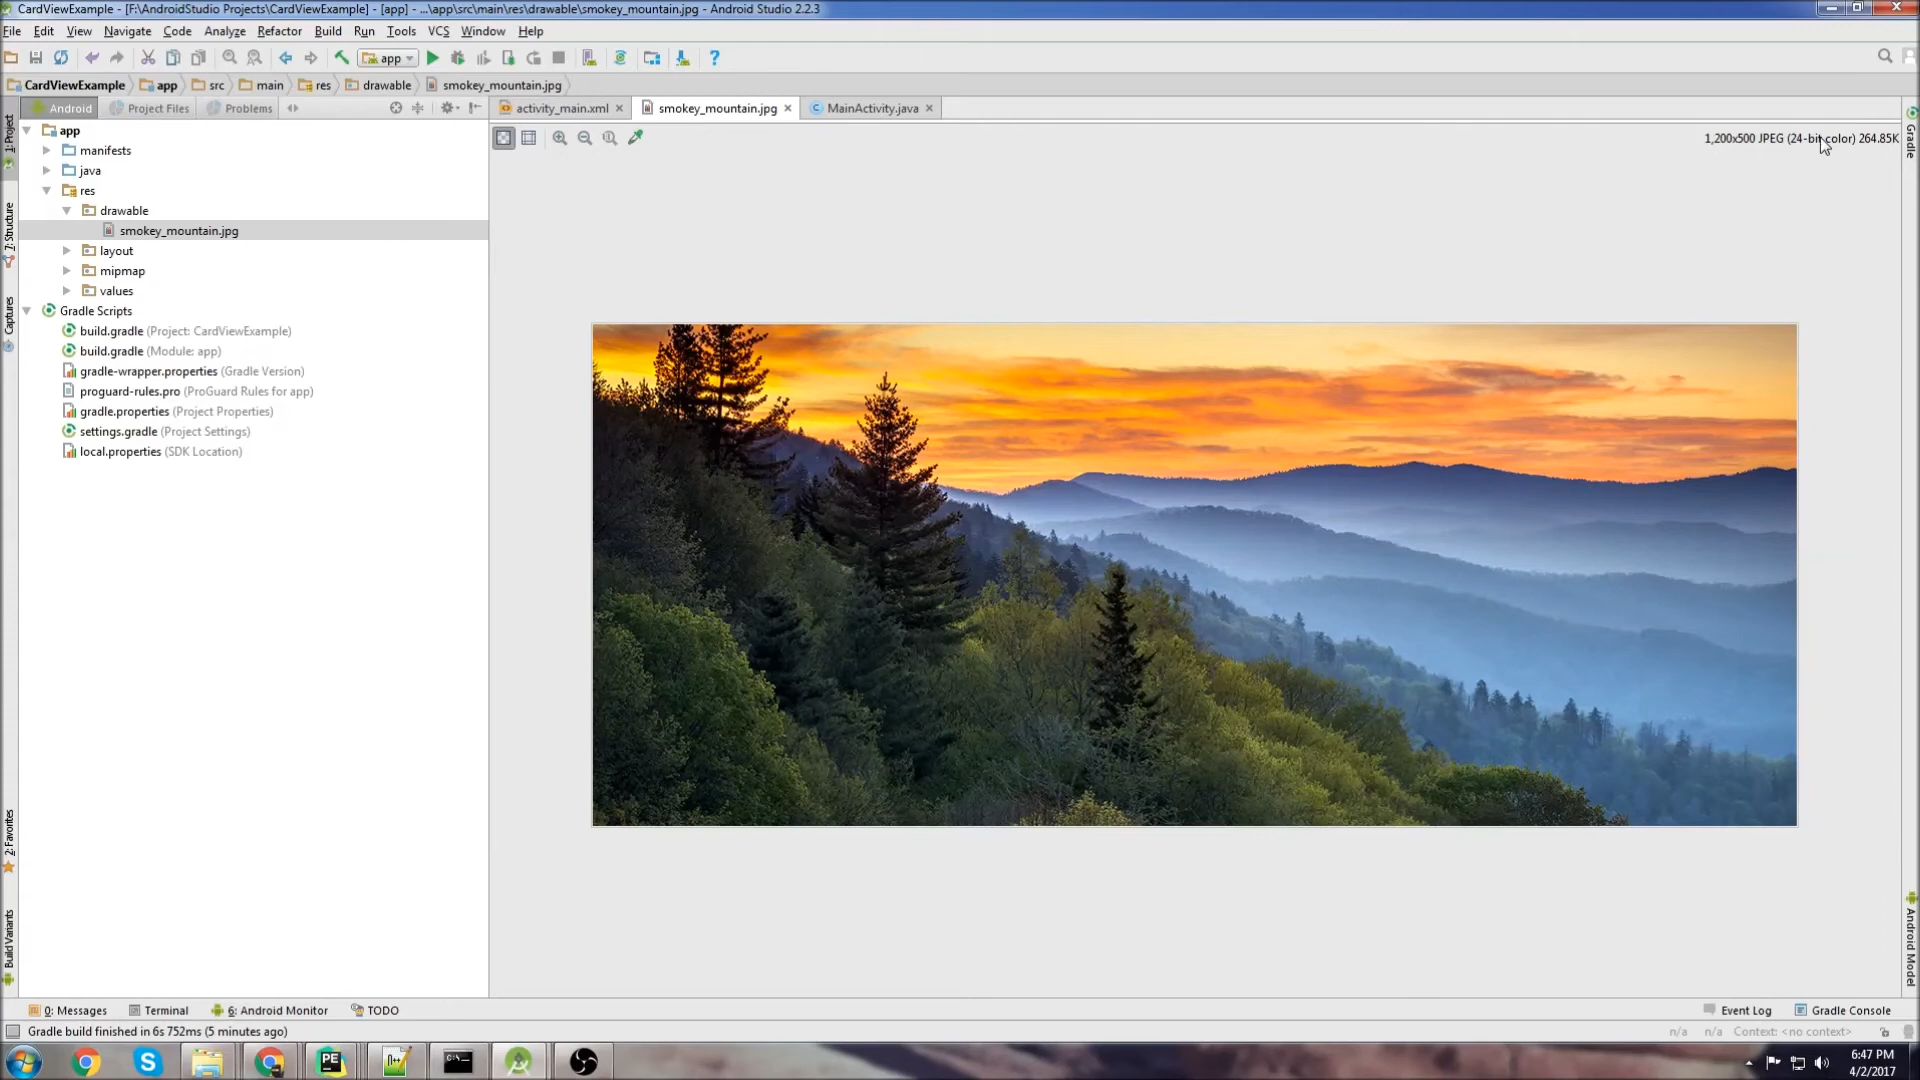 CardViewExample - [F:\AndroidStudio Projects\CardViewExample] - [app] - ...\app\src\main\res\drawable\smokey_mountain.jpg - Android Studio 2.2.3
File Edit View Navigate Code Analyze Refactor Build Run Tools VCS Window Help
app
CardViewExample app src main res drawable smokey_mountain.jpg
Android Project Files Problems activity_main.xml smokey_mountain.jpg MainActivity.java
1,200x500 JPEG (24-bit color) 264.85K
app
manifests
java
res
drawable
smokey_mountain.jpg
layout
mipmap
values
Gradle Scripts
build.gradle (Project: CardViewExample)
build.gradle (Module: app)
gradle-wrapper.properties (Gradle Version)
proguard-rules.pro (ProGuard Rules for app)
gradle.properties (Project Properties)
settings.gradle (Project Settings)
local.properties (SDK Location)
1: Project
7: Structure
Captures
2: Favorites
Build Variants
Gradle
Android Model
0: Messages Terminal 6: Android Monitor TODO Event Log Gradle Console
Gradle build finished in 6s 752ms (5 minutes ago) n/a n/a Context: <no context>
PE
6:47 PM
4/2/2017